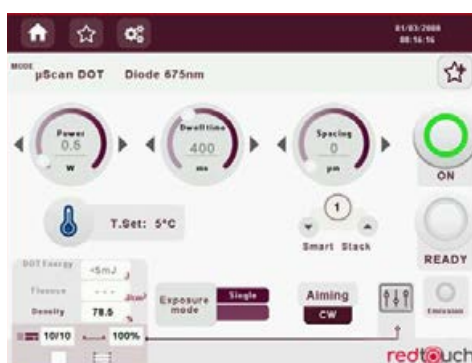 01/03/2008
00:16:16
MODE
µScan DOT Diode 675nm
Power
0.5
W
Dwell time
400
ms
Spacing
0
µm
ON
T.Set: 5°C
1
Smart Stack
READY
DOT Energy <5mJ J
Fluence --- J/cm²
Density 78.5 %
Exposure mode
Single
Aiming
CW
Emission
10/10 100%
redtouch